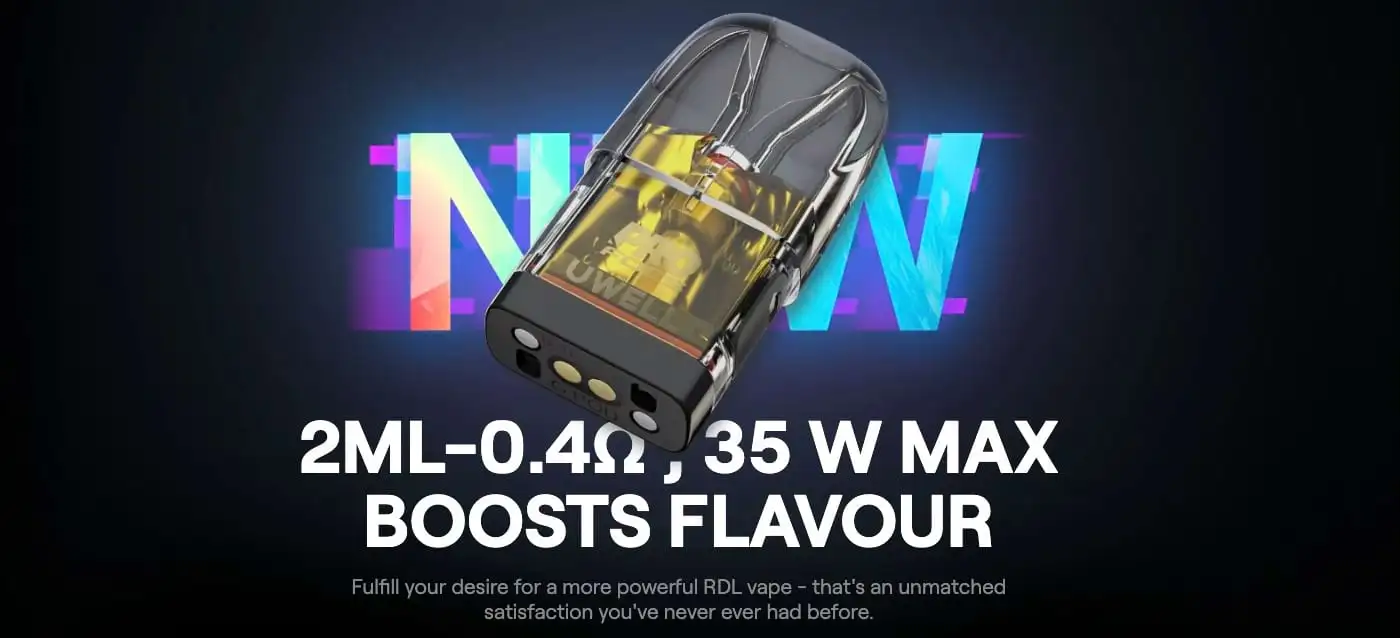 NEW
UWELL
2ML-0.4Ω , 35 W MAX
BOOSTS FLAVOUR
Fulfill your desire for a more powerful RDL vape - that's an unmatched
satisfaction you've never ever had before.